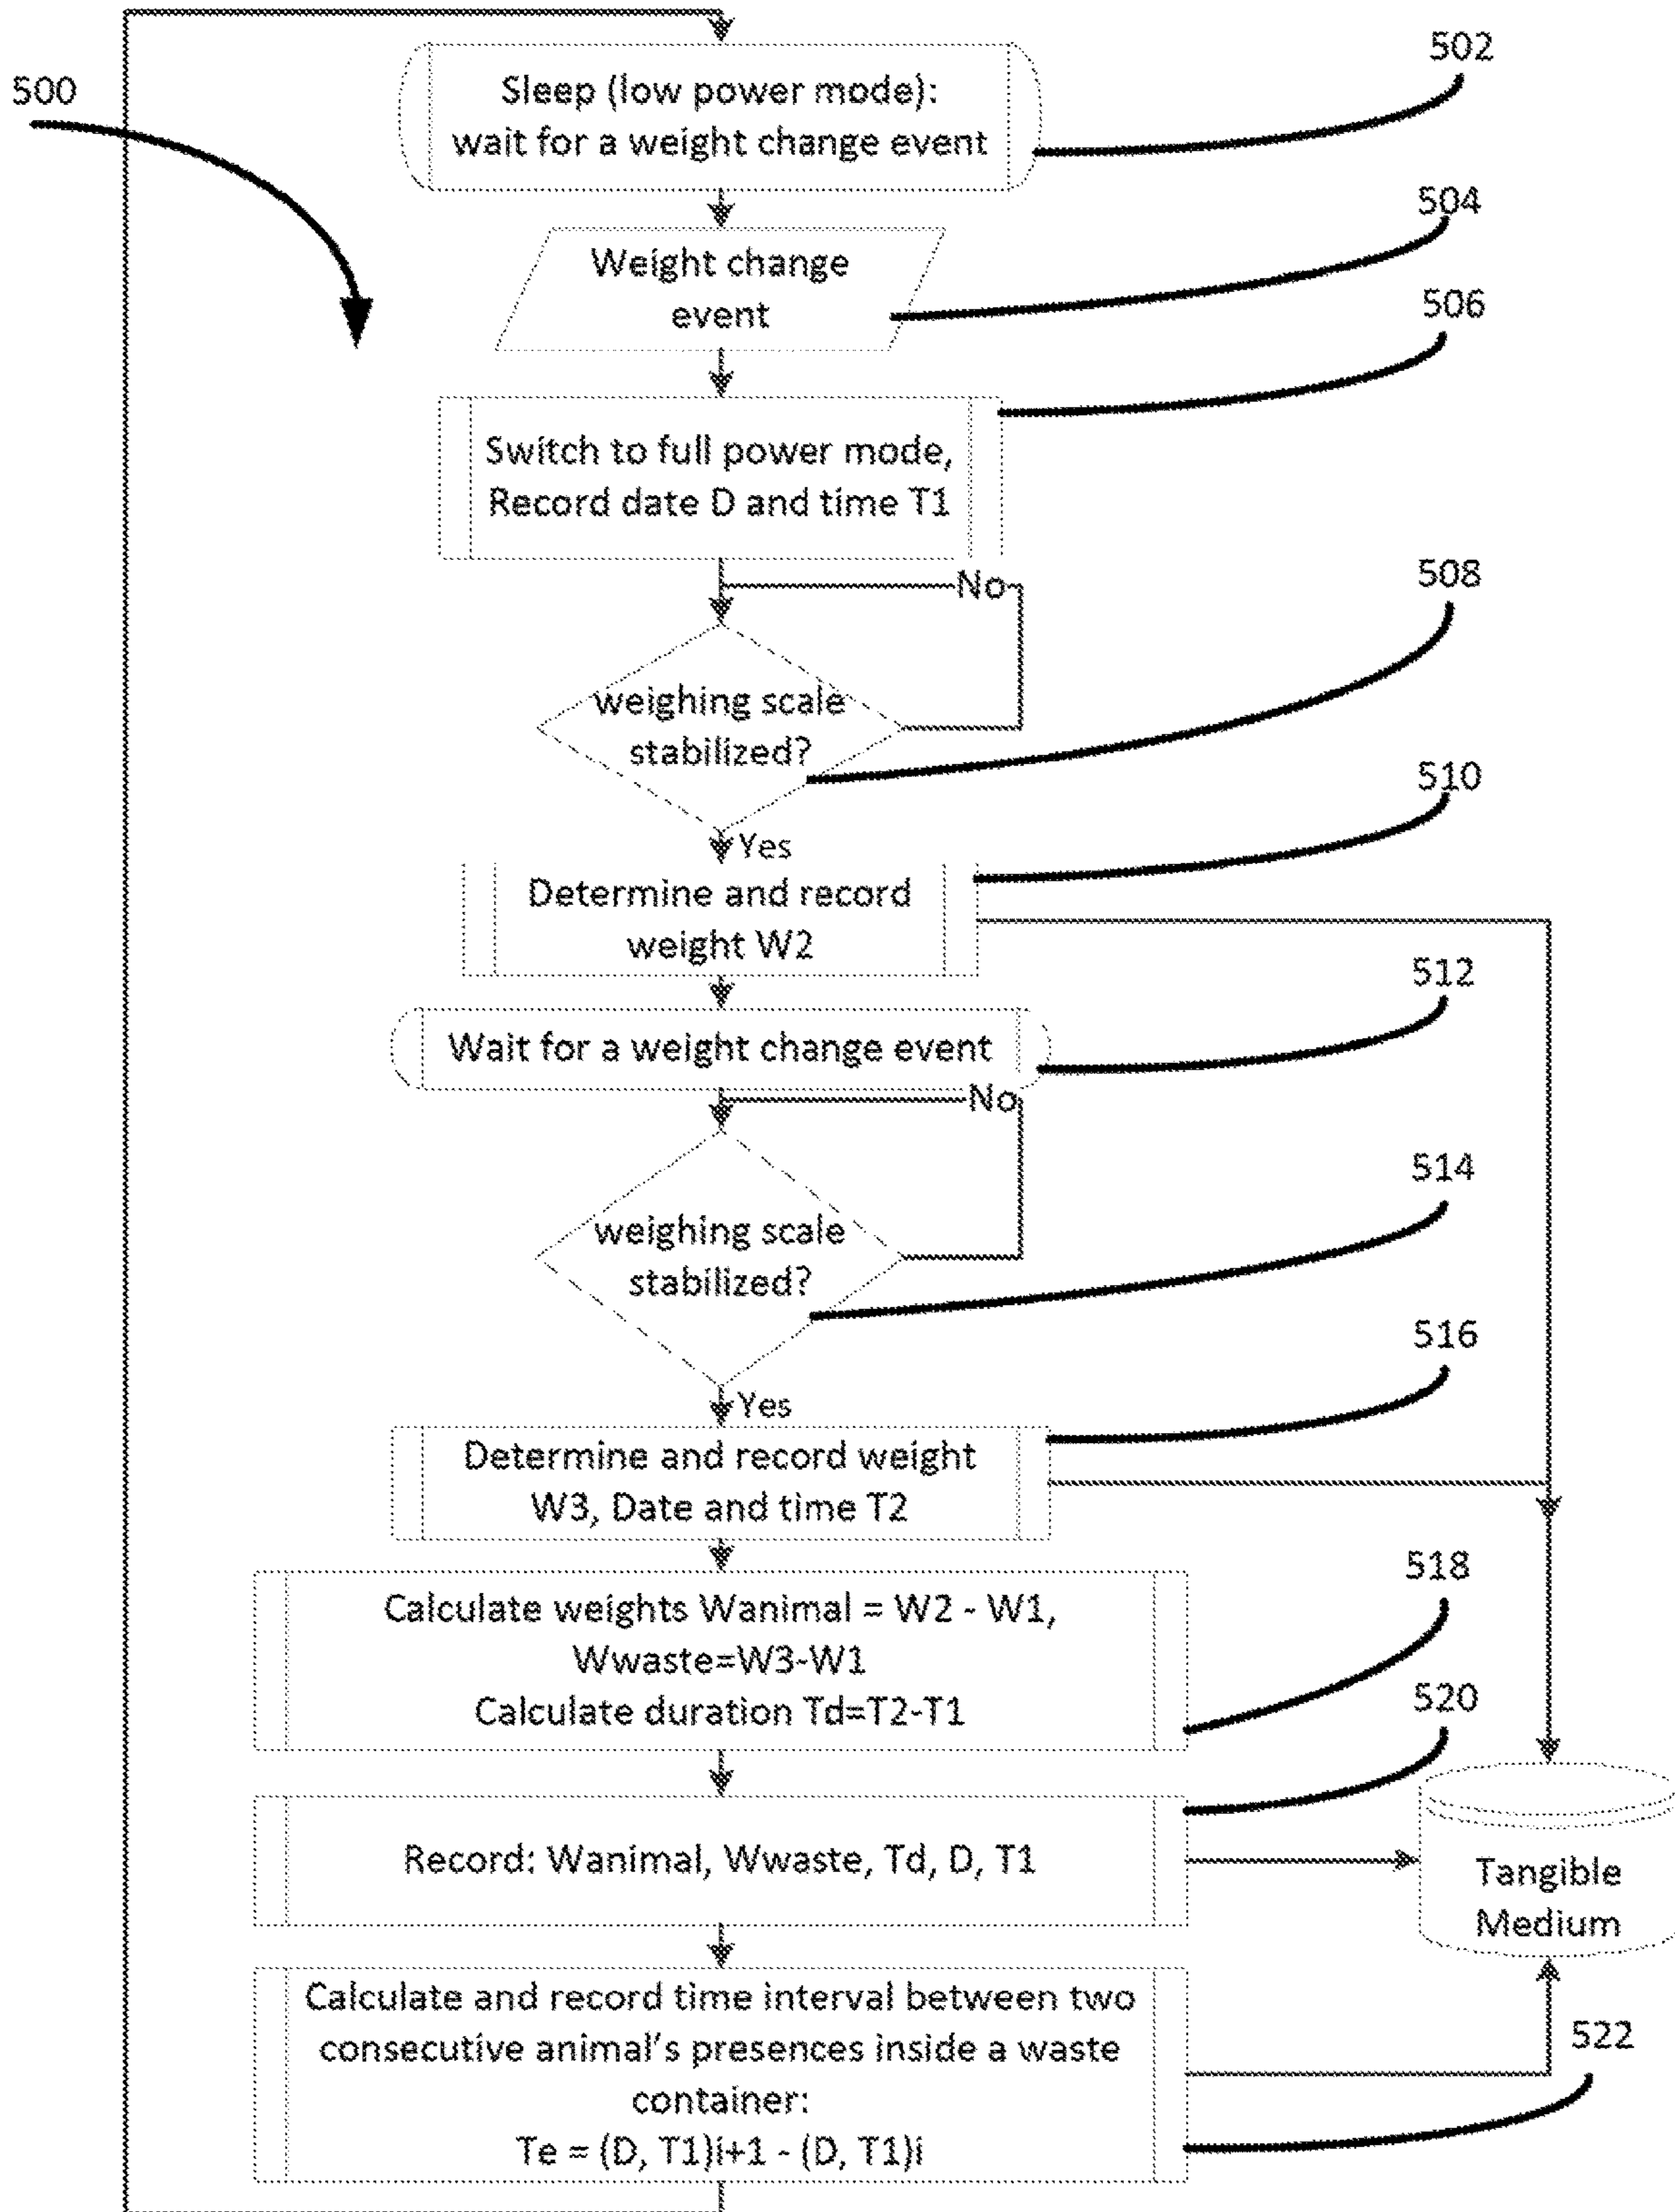 500
502
Sleep (low power mode):
wait for a weight change event
504
Weight change
event
506
Switch to full power mode,
Record date D and time T1
No
508
weighing scale
stabilized?
510
Yes
Determine and record
weight W2
512
Wait for a weight change event
No
514
weighing scale
stabilized?
516
Yes
Determine and record weight
W3, Date and time T2
518
Calculate weights Wanimal = W2 - W1,
Wwaste=W3-W1
Calculate duration Td=T2-T1
520
Record: Wanimal, Wwaste, Td, D, T1
Tangible
Medium
Calculate and record time interval between two
consecutive animal's presences inside a waste
container:
Te = (D, T1)i+1 - (D, T1)i
522